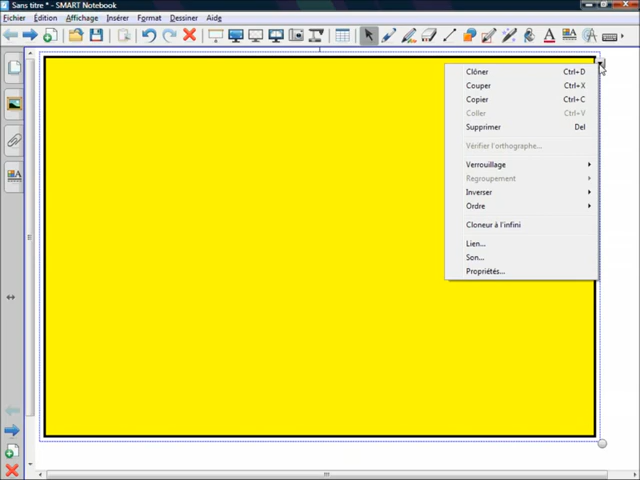 Sans titre * - SMART Notebook
Fichier Édition Affichage Insérer Format Dessiner Aide
Clôner Ctrl+D
Couper Ctrl+X
Copier Ctrl+C
Coller Ctrl+V
Supprimer Del
Vérifier l'orthographe...
Verrouillage
Regroupement
Inverser
Ordre
Cloneur à l'infini
Lien...
Son...
Propriétés...